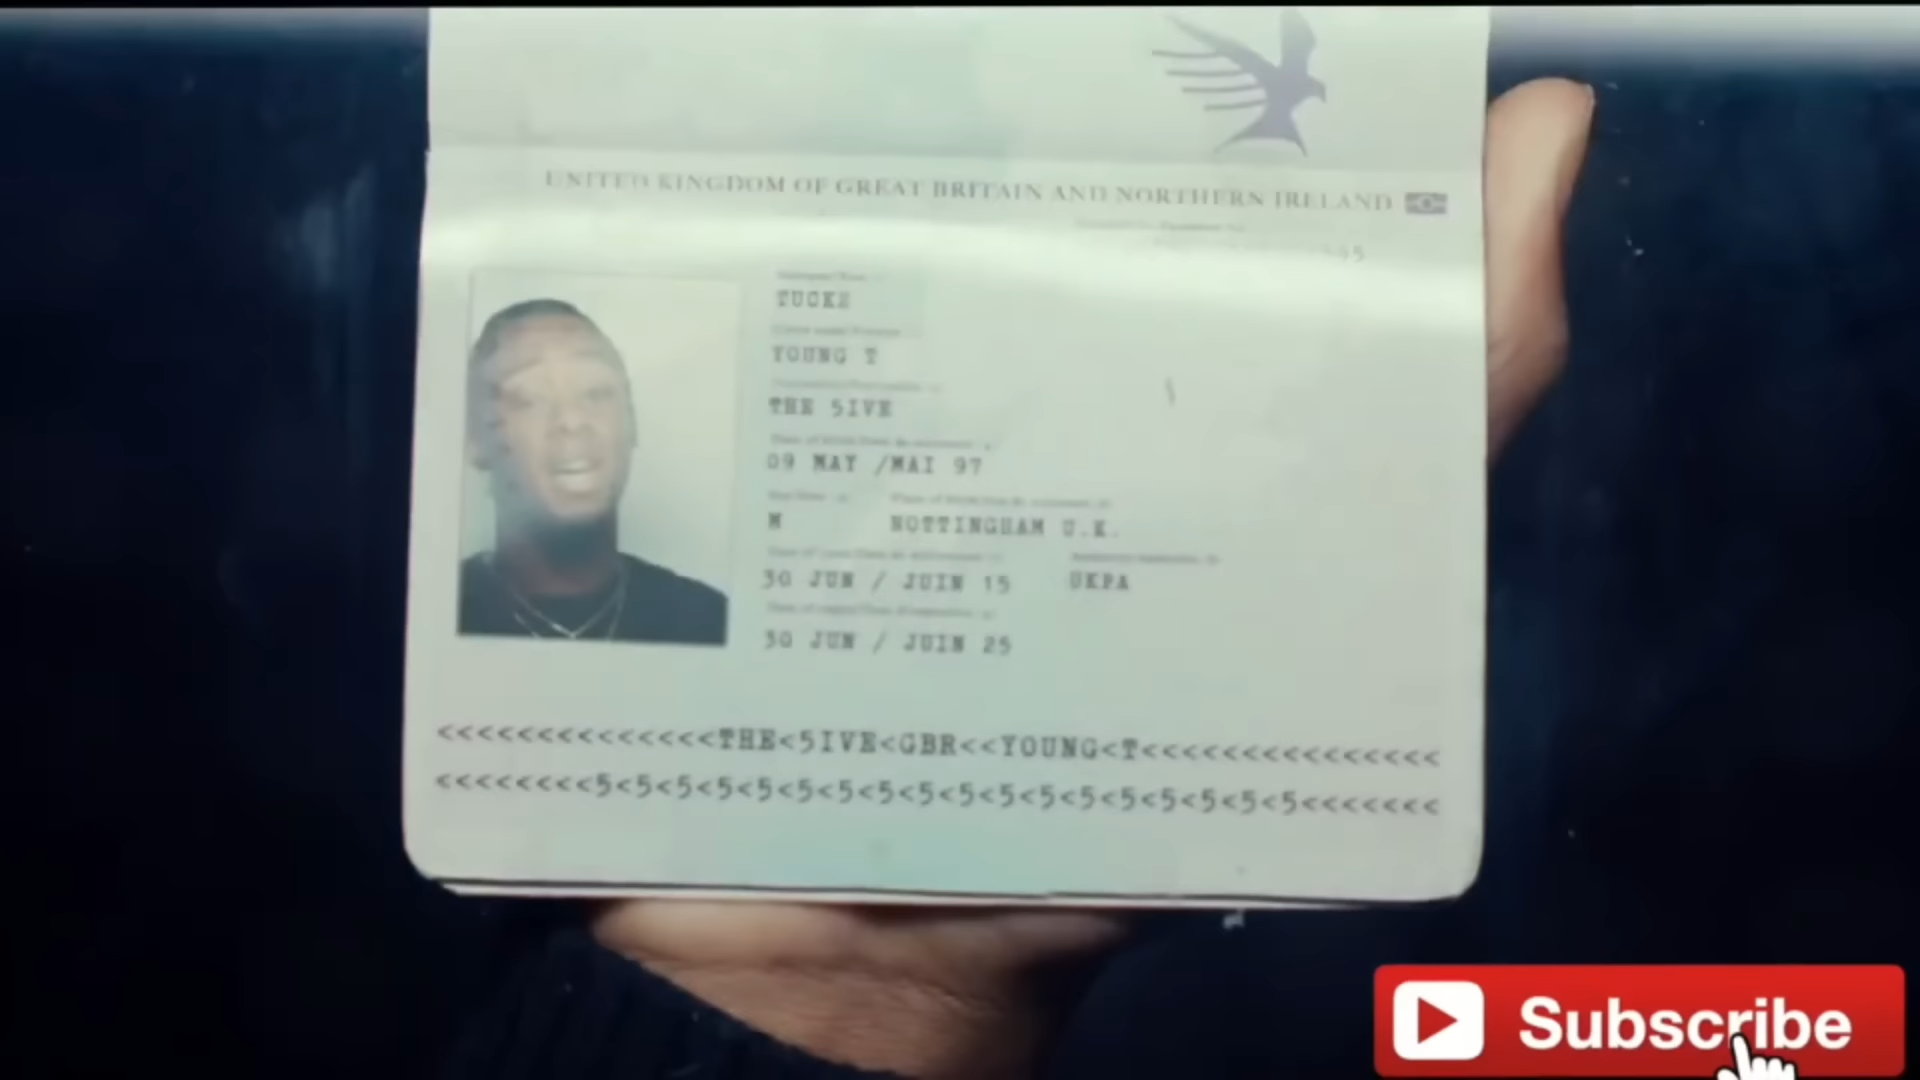 UNITED KINGDOM OF GREAT BRITAIN AND NORTHERN IRELAND
TUCKZ
YOUNG T
THE 5IVE
09 MAY /MAI 97
M NOTTINGHAM U.K.
30 JUN / JUIN 15 UKPA
30 JUN / JUIN 25
<<<<<<<<<<<<<<THE<5IVE<GBR<<YOUNG<T<<<<<<<<<<<<<<<
<<<<<<<<5<5<5<5<5<5<5<5<5<5<5<5<5<5<5<5<5<5<<<<<<<
Subscribe